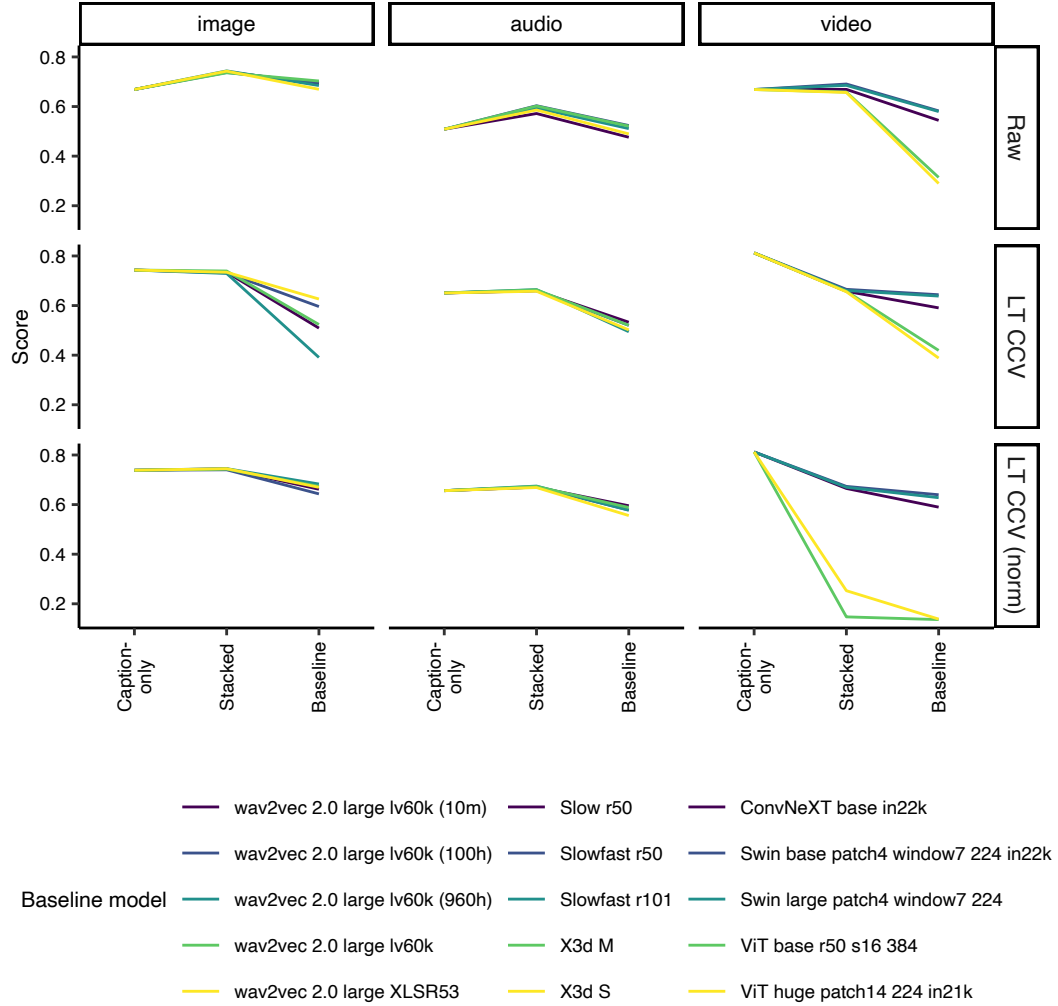 image
audio
video
0.8
0.6
0.4
0.2
Raw
0.8
0.6
0.4
0.2
LT CCV
0.8
0.6
0.4
0.2
LT CCV (norm)
Score
Caption-
only
Stacked
Baseline
Caption-
only
Stacked
Baseline
Caption-
only
Stacked
Baseline
Baseline model
wav2vec 2.0 large lv60k (10m)
wav2vec 2.0 large lv60k (100h)
wav2vec 2.0 large lv60k (960h)
wav2vec 2.0 large lv60k
wav2vec 2.0 large XLSR53
Slow r50
Slowfast r50
Slowfast r101
X3d M
X3d S
ConvNeXT base in22k
Swin base patch4 window7 224 in22k
Swin large patch4 window7 224
ViT base r50 s16 384
ViT huge patch14 224 in21k